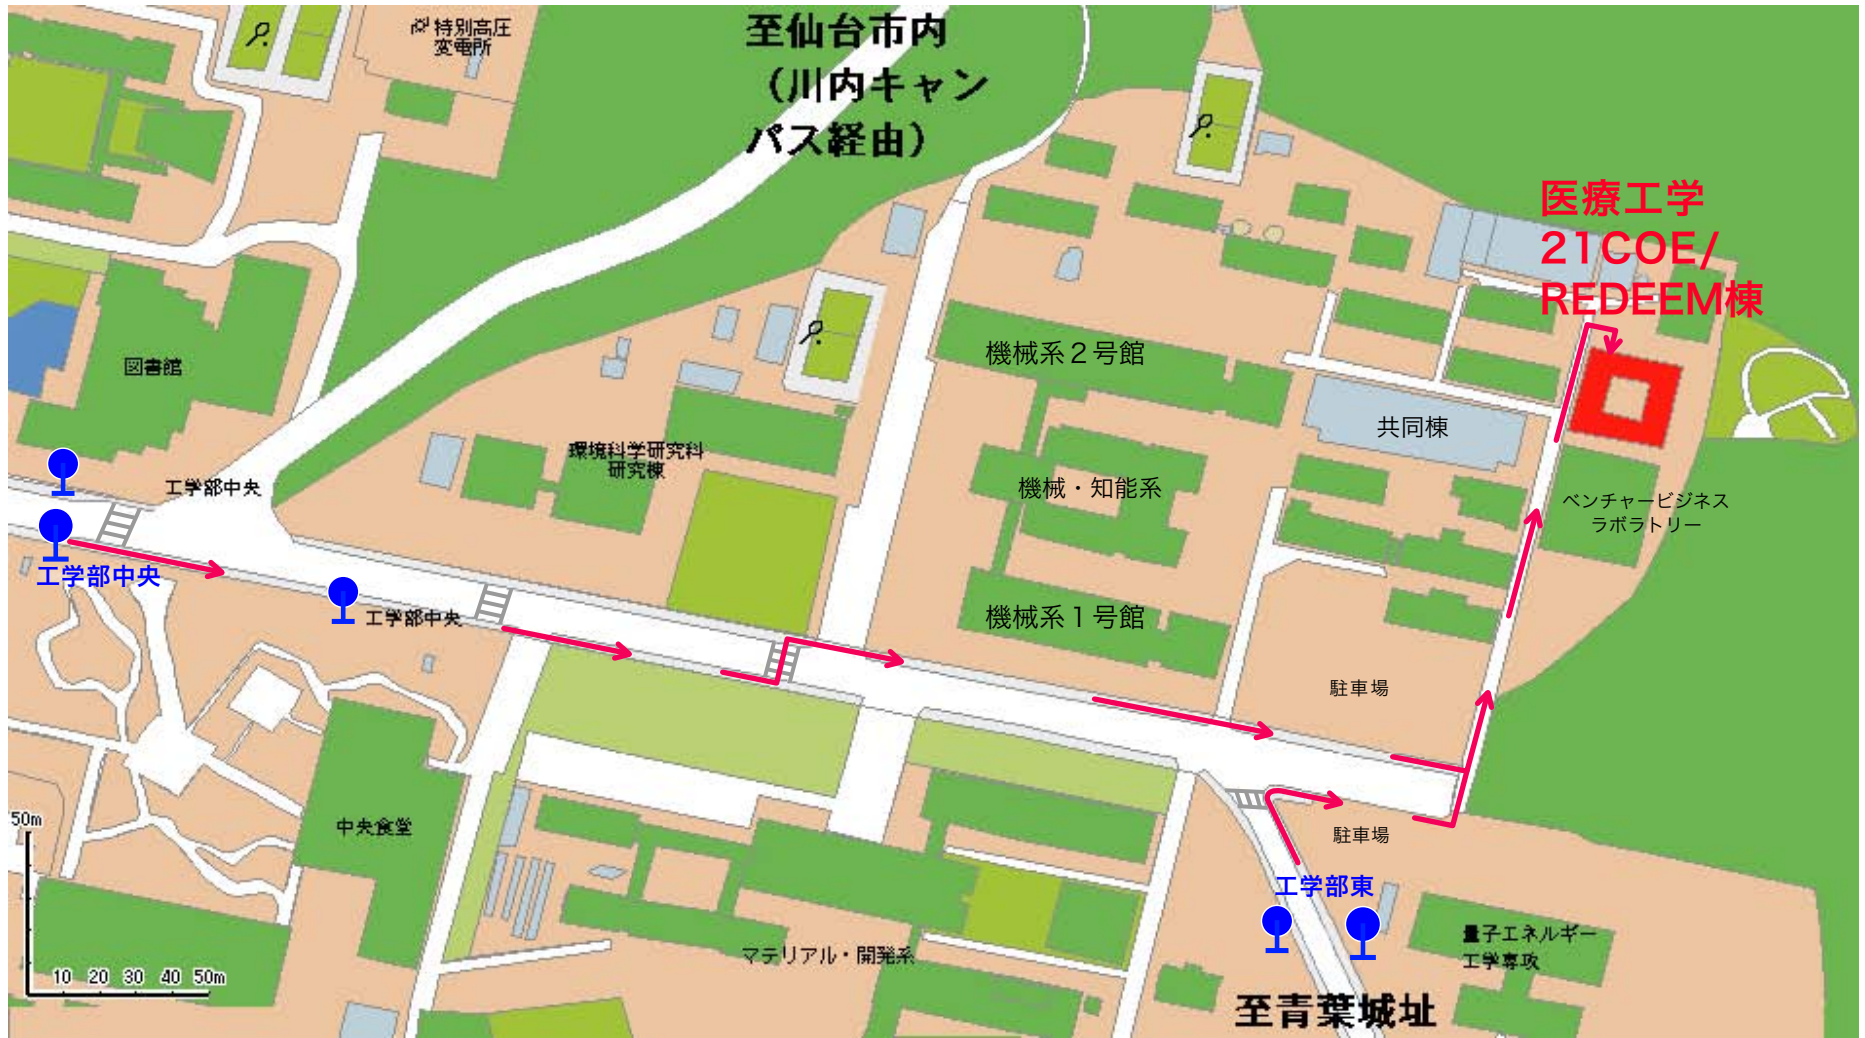 特別高圧
変電所
至仙台市内
（川内キャン
パス経由）
医療工学
21COE/
REDEEM棟
図書館
機械系２号館
共同棟
環境科学研究科
研究棟
工学部中央
機械・知能系
ベンチャービジネス
ラボラトリー
工学部中央
工学部中央
機械系１号館
駐車場
中央食堂
駐車場
工学部東
マテリアル・開発系
量子エネルギー
工学専攻
至青葉城址
50m
10 20 30 40 50m